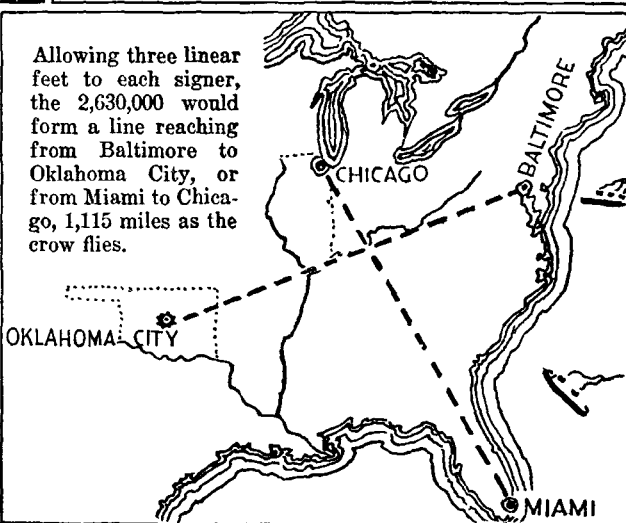 Allowing three linear
feet to each signer,
the 2,630,000 would
form a line reaching
from Baltimore to
Oklahoma City, or
from Miami to Chica-
go, 1,115 miles as the
crow flies.
BALTIMORE
CHICAGO
OKLAHOMA CITY
MIAMI